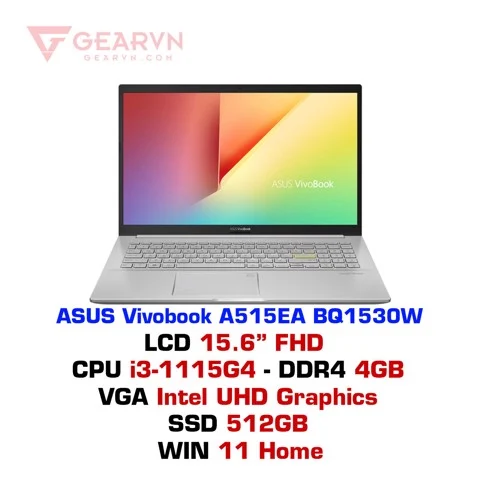 GEARVN
GEARVN.COM
ASUS VivoBook
ASUS Vivobook A515EA BQ1530W
LCD 15.6” FHD
CPU i3-1115G4 - DDR4 4GB
VGA Intel UHD Graphics
SSD 512GB
WIN 11 Home